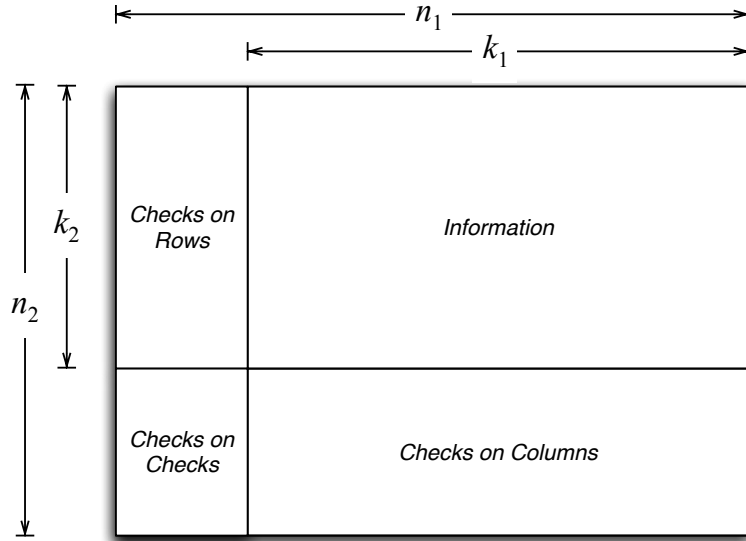 n₁
k₁
Checks on
Rows
Information
k₂
n₂
Checks on
Checks
Checks on Columns